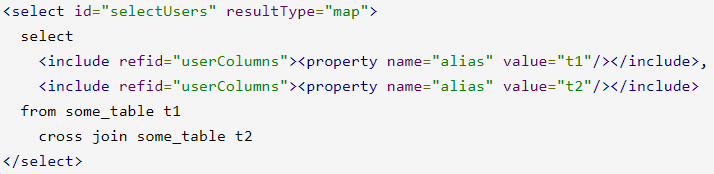 <select id="selectUsers" resultType="map">
  select
    <include refid="userColumns"><property name="alias" value="t1"/></include>,
    <include refid="userColumns"><property name="alias" value="t2"/></include>
  from some_table t1
    cross join some_table t2
</select>